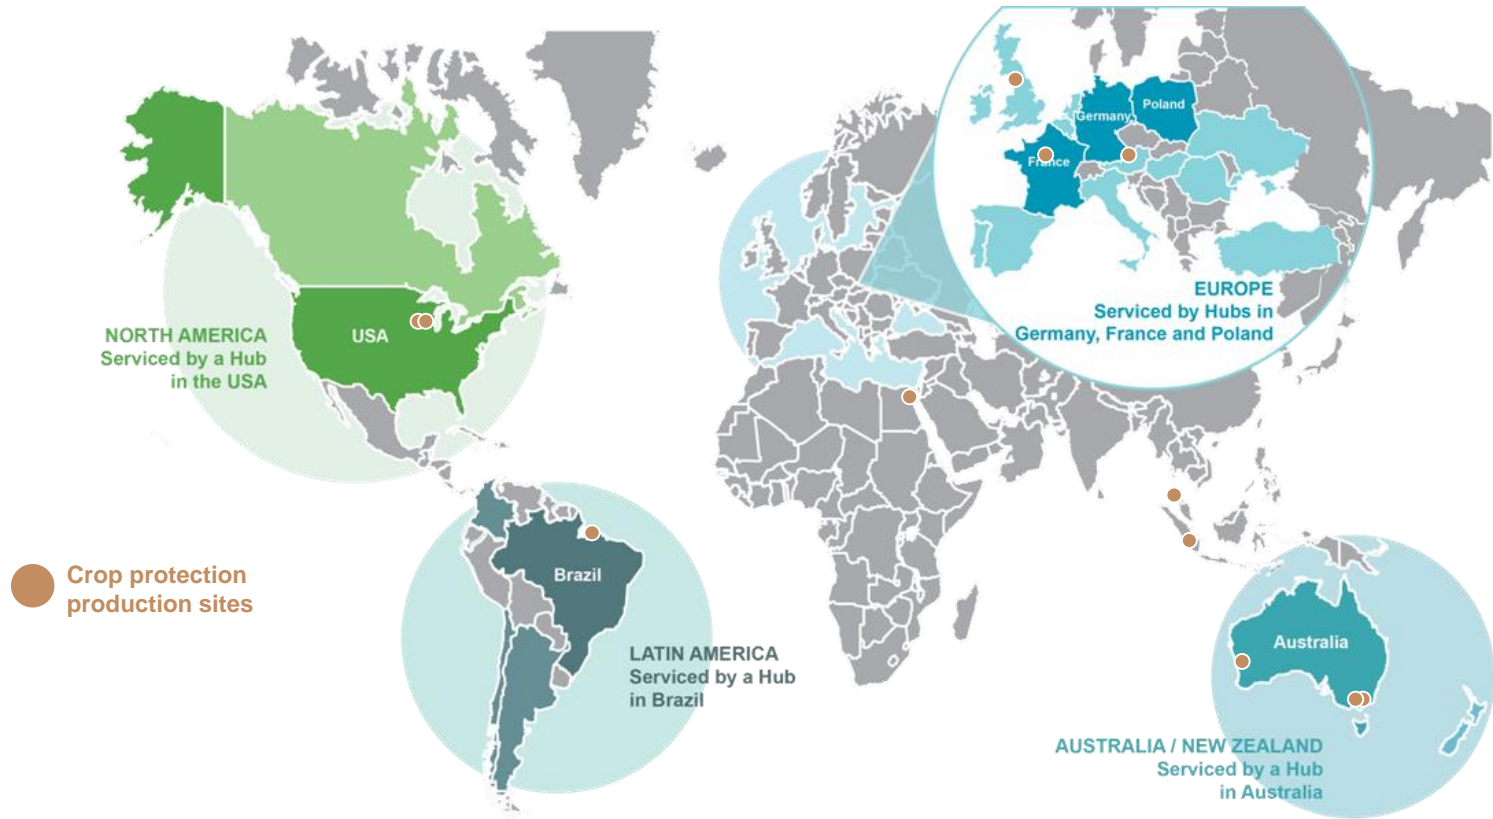 Poland
Germany
France
EUROPE
Serviced by Hubs in
Germany, France and Poland
USA
NORTH AMERICA
Serviced by a Hub
in the USA
Crop protection
production sites
Brazil
LATIN AMERICA
Serviced by a Hub
in Brazil
Australia
AUSTRALIA / NEW ZEALAND
Serviced by a Hub
in Australia